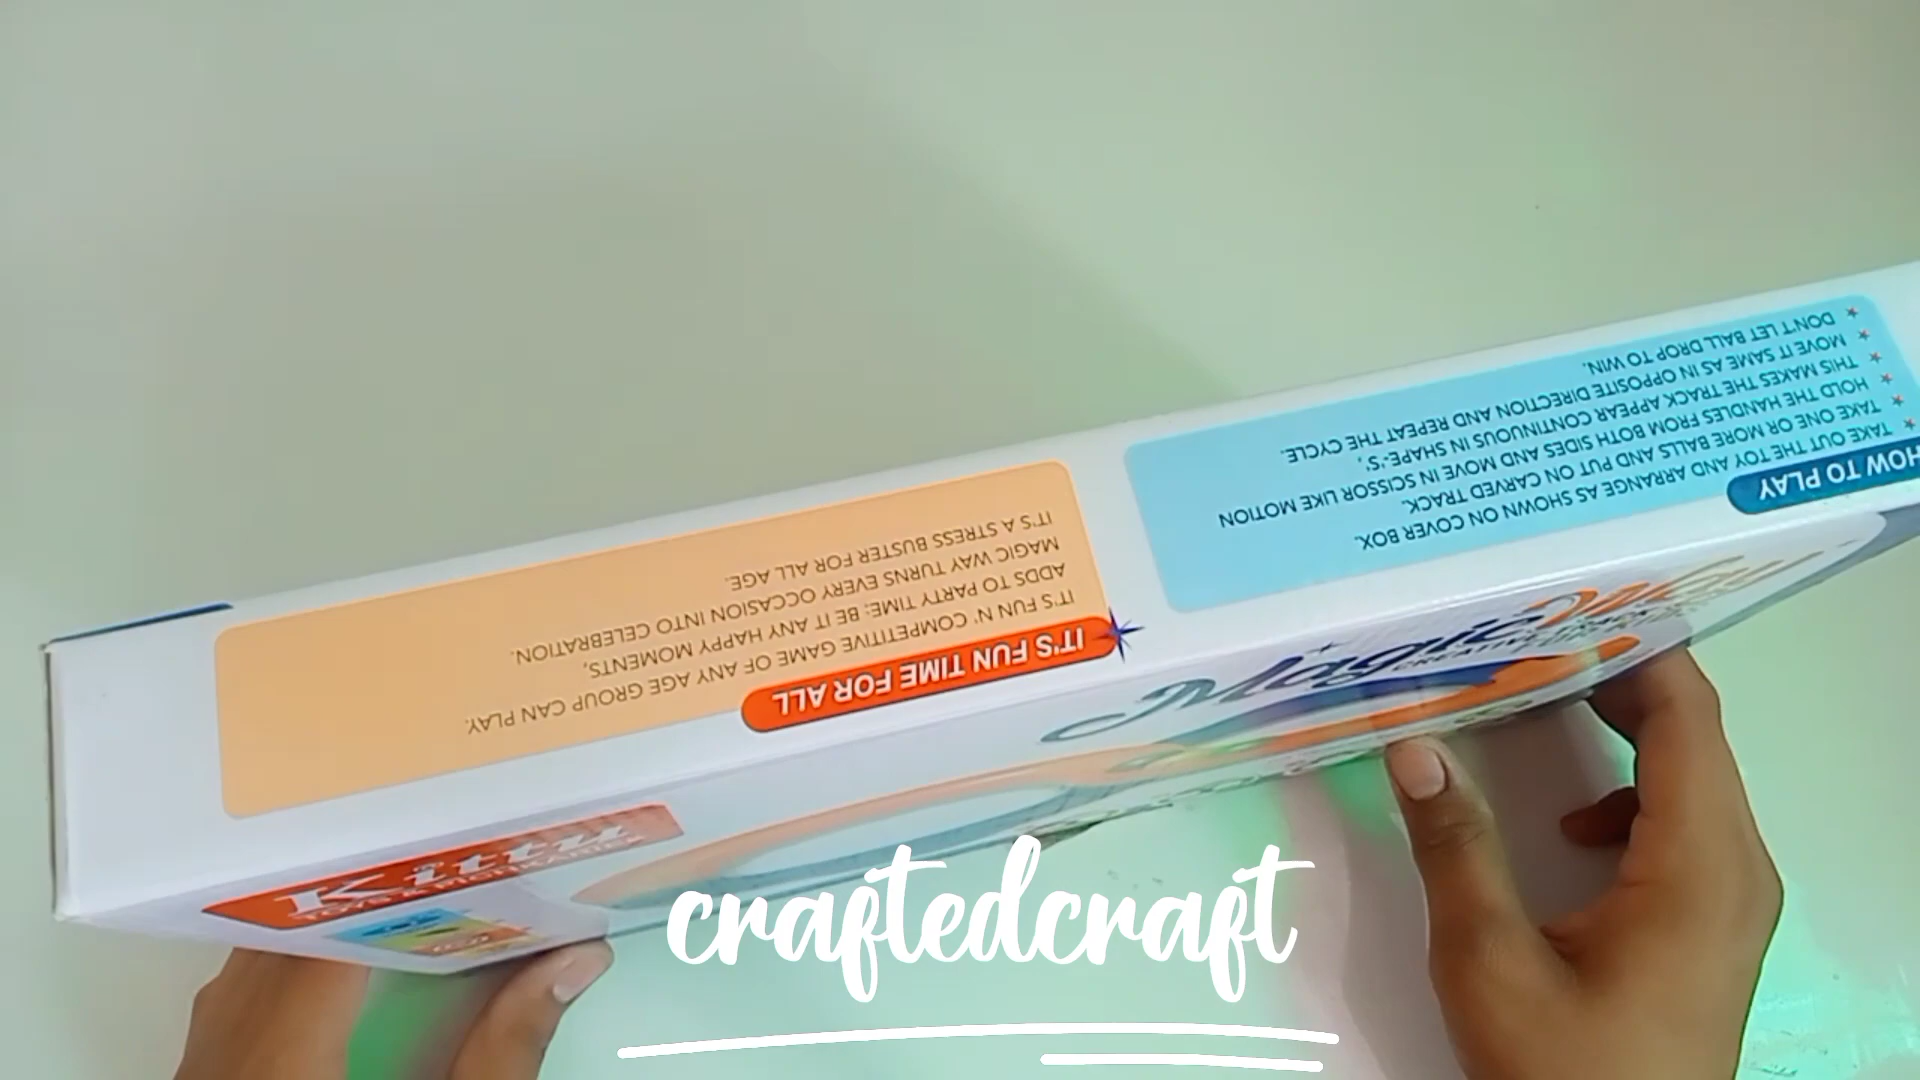 HOW TO PLAY
TAKE OUT THE TOY AND ARRANGE AS SHOWN ON COVER BOX.
TAKE ONE OR MORE BALLS AND PUT ON CARVED TRACK.
HOLD THE HANDLES FROM BOTH SIDES AND MOVE IN SCISSOR LIKE MOTION
THIS MAKES THE TRACK APPEAR CONTINUOUS IN SHAPE-'S',
MOVE IT SAME AS IN OPPOSITE DIRECTION AND REPEAT THE CYCLE.
DON'T LET BALL DROP TO WIN.
IT'S FUN TIME FOR ALL
IT'S FUN N' COMPETITIVE GAME OF ANY AGE GROUP CAN PLAY.
ADDS TO PARTY TIME: BE IT ANY HAPPY MOMENTS,
MAGIC WAY TURNS EVERY OCCASION INTO CELEBRATION.
IT'S A STRESS BUSTER FOR ALL AGE.
Magic Way
Kittu
craftedcraft